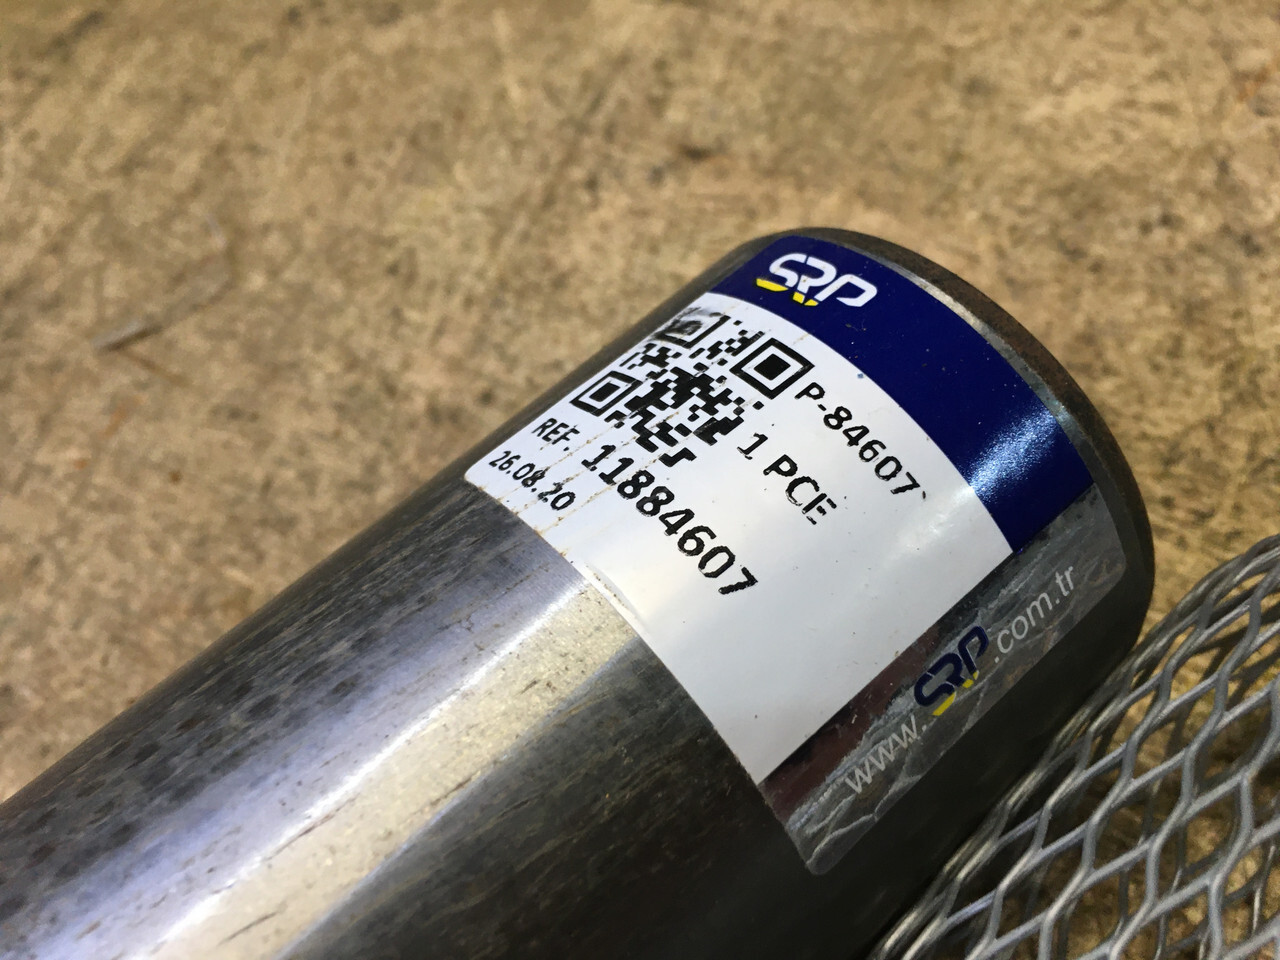 SRP
P-84607`
1 PCE
REF. 11884607
26.08.20
www.SRP.com.tr